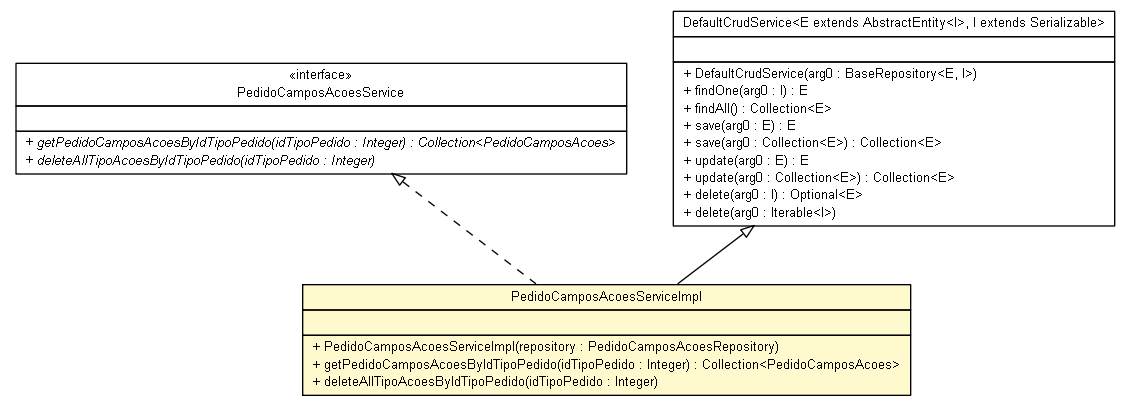 «interface»
PedidoCamposAcoesService
+ getPedidoCamposAcoesByIdTipoPedido(idTipoPedido : Integer) : Collection<PedidoCamposAcoes>
+ deleteAllTipoAcoesByIdTipoPedido(idTipoPedido : Integer)
DefaultCrudService<E extends AbstractEntity<I>, I extends Serializable>
+ DefaultCrudService(arg0 : BaseRepository<E, I>)
+ findOne(arg0 : I) : E
+ findAll() : Collection<E>
+ save(arg0 : E) : E
+ save(arg0 : Collection<E>) : Collection<E>
+ update(arg0 : E) : E
+ update(arg0 : Collection<E>) : Collection<E>
+ delete(arg0 : I) : Optional<E>
+ delete(arg0 : Iterable<I>)
PedidoCamposAcoesServiceImpl
+ PedidoCamposAcoesServiceImpl(repository : PedidoCamposAcoesRepository)
+ getPedidoCamposAcoesByIdTipoPedido(idTipoPedido : Integer) : Collection<PedidoCamposAcoes>
+ deleteAllTipoAcoesByIdTipoPedido(idTipoPedido : Integer)